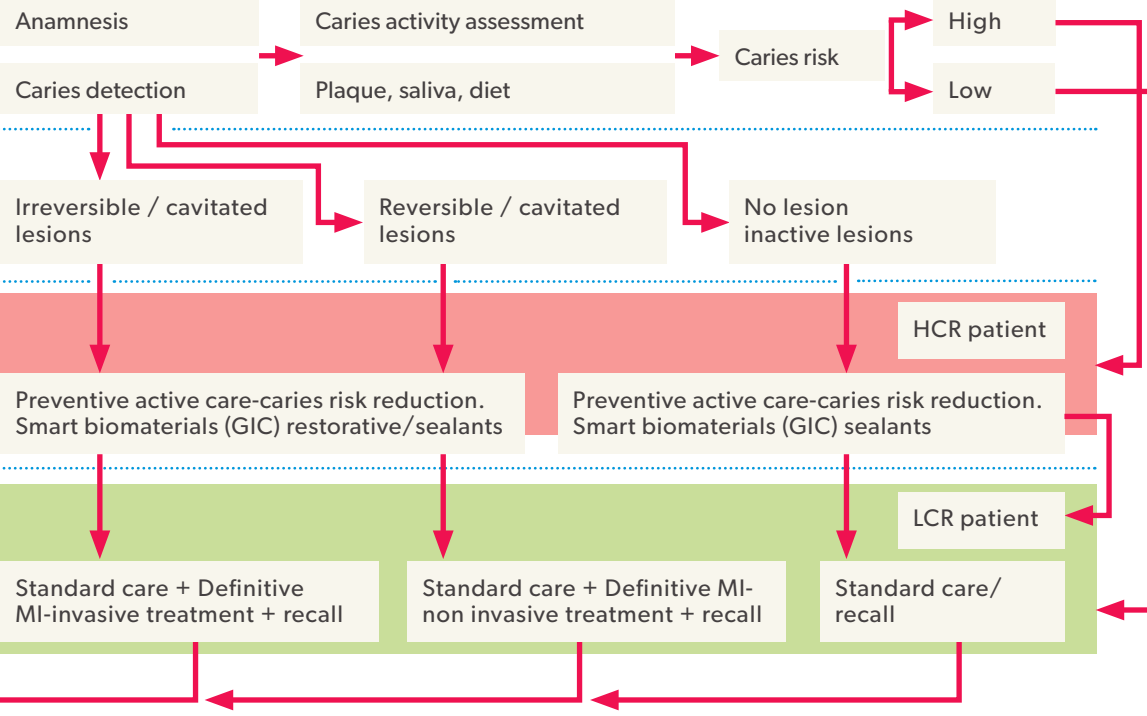 Anamnesis
Caries detection
Caries activity assessment
Plaque, saliva, diet
Caries risk
High
Low
Irreversible / cavitated
lesions
Reversible / cavitated
lesions
No lesion
inactive lesions
HCR patient
Preventive active care-caries risk reduction.
Smart biomaterials (GIC) restorative/sealants
Preventive active care-caries risk reduction.
Smart biomaterials (GIC) sealants
LCR patient
Standard care + Definitive
MI-invasive treatment + recall
Standard care + Definitive MI-
non invasive treatment + recall
Standard care/
recall